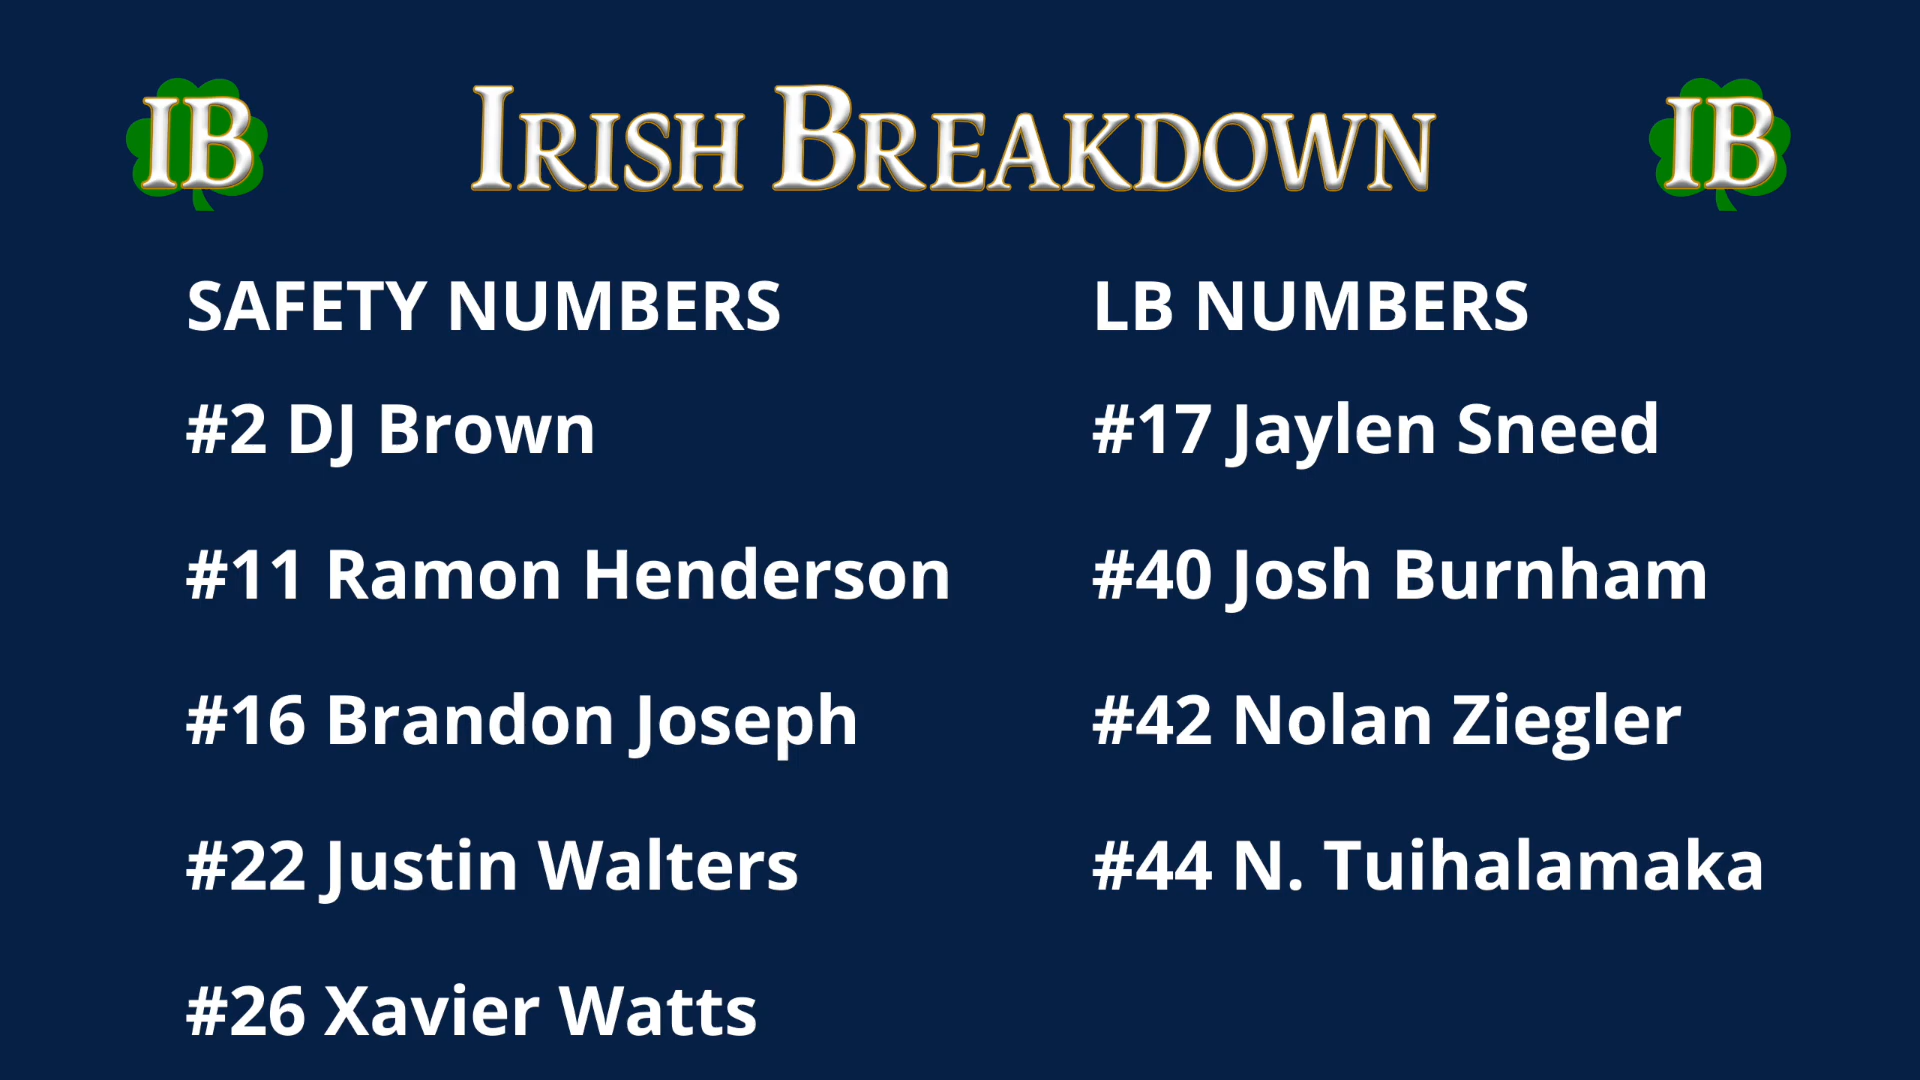 IB
IRISH BREAKDOWN
IB
SAFETY NUMBERS
#2 DJ Brown
#11 Ramon Henderson
#16 Brandon Joseph
#22 Justin Walters
#26 Xavier Watts
LB NUMBERS
#17 Jaylen Sneed
#40 Josh Burnham
#42 Nolan Ziegler
#44 N. Tuihalamaka